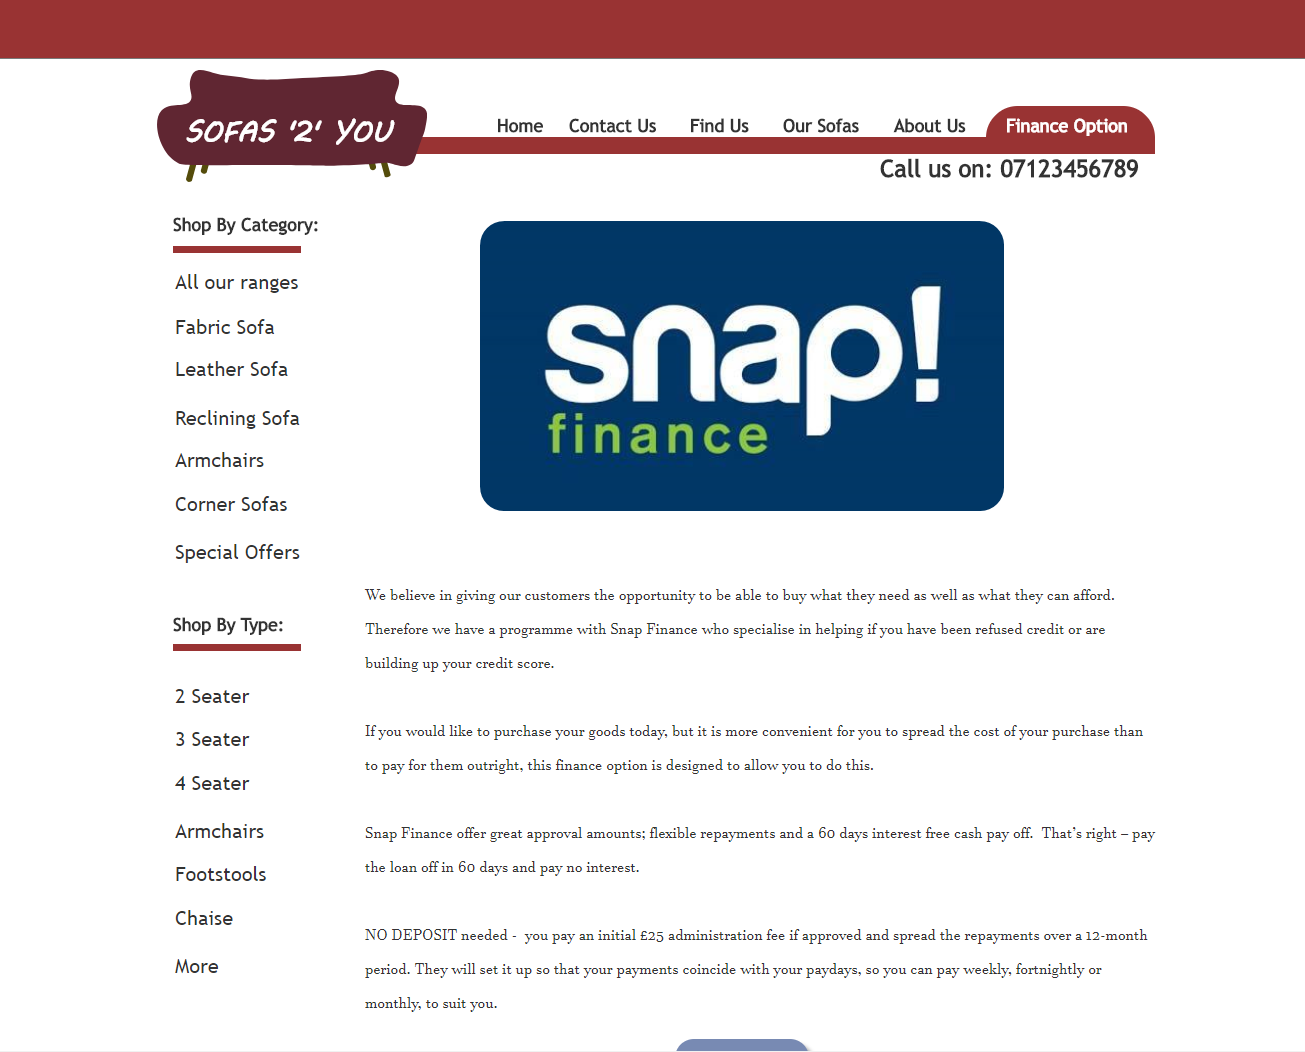 SOFAS '2' YOU
Home
Contact Us
Find Us
Our Sofas
About Us
Finance Option
Call us on: 07123456789
Shop By Category:
All our ranges
Fabric Sofa
Leather Sofa
Reclining Sofa
Armchairs
Corner Sofas
Special Offers
Shop By Type:
2 Seater
3 Seater
4 Seater
Armchairs
Footstools
Chaise
More
snap!
finance
We believe in giving our customers the opportunity to be able to buy what they need as well as what they can afford.
Therefore we have a programme with Snap Finance who specialise in helping if you have been refused credit or are
building up your credit score.
If you would like to purchase your goods today, but it is more convenient for you to spread the cost of your purchase than
to pay for them outright, this finance option is designed to allow you to do this.
Snap Finance offer great approval amounts; flexible repayments and a 60 days interest free cash pay off.  That's right – pay
the loan off in 60 days and pay no interest.
NO DEPOSIT needed -  you pay an initial £25 administration fee if approved and spread the repayments over a 12-month
period. They will set it up so that your payments coincide with your paydays, so you can pay weekly, fortnightly or
monthly, to suit you.